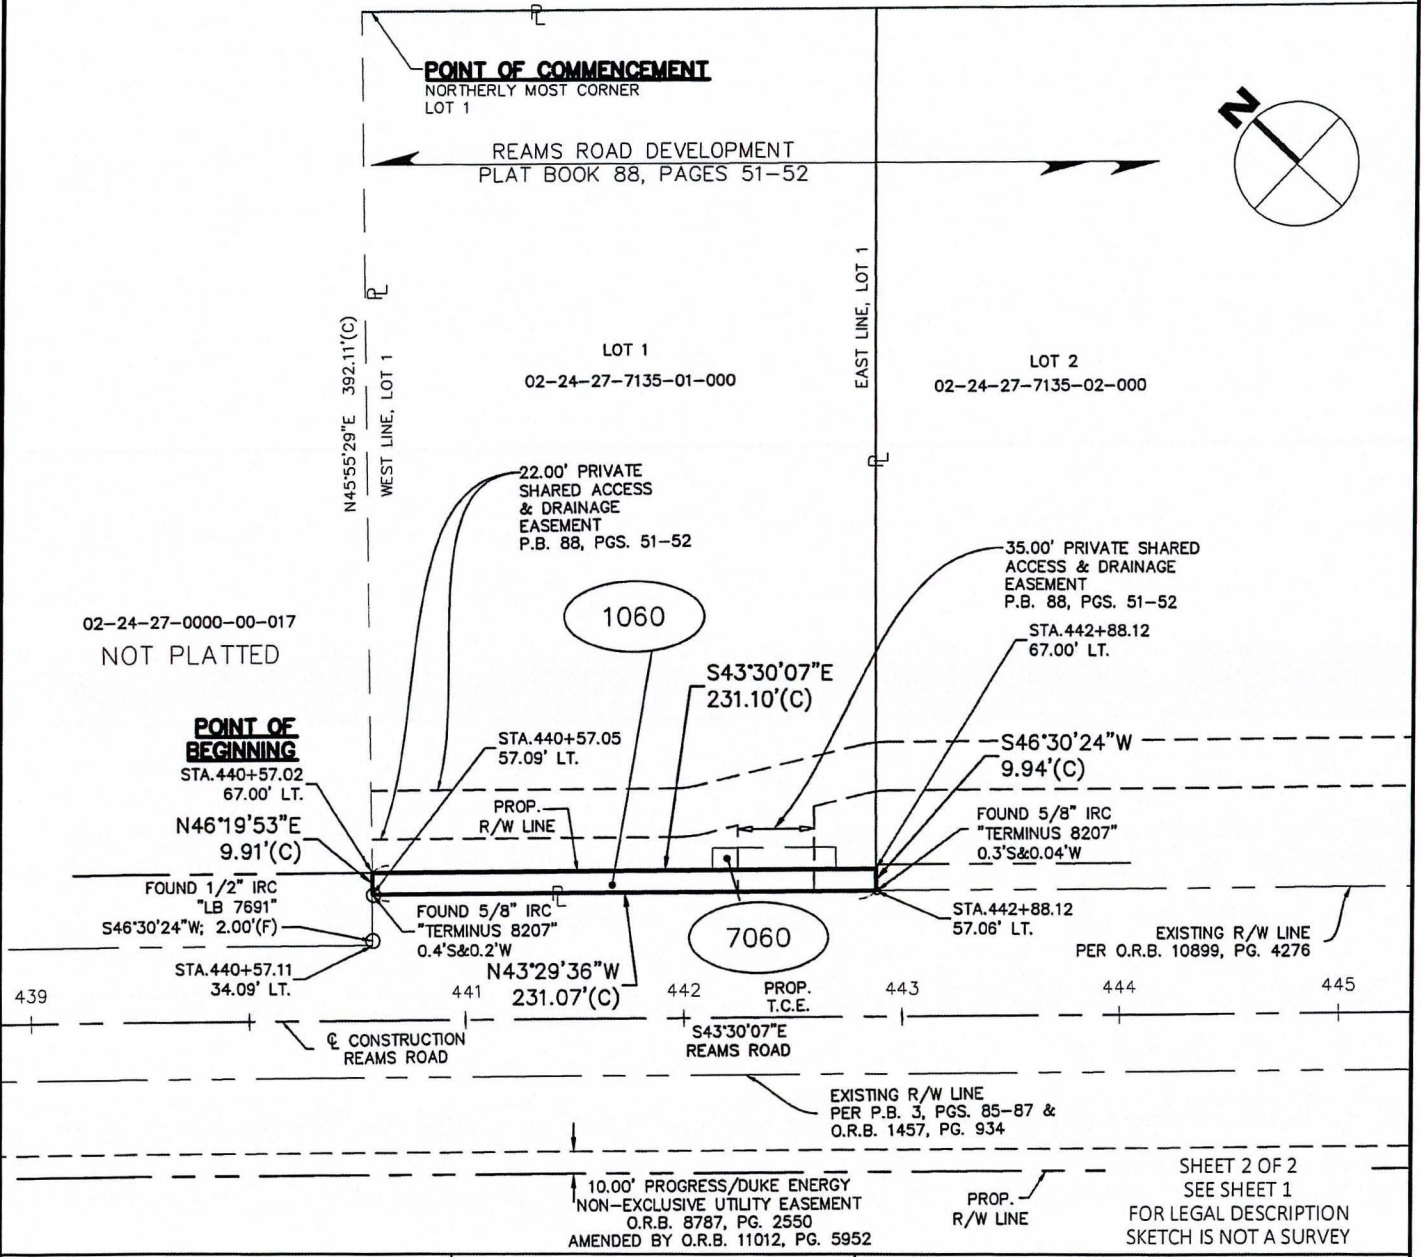 PL
POINT OF COMMENCEMENT
NORTHERLY MOST CORNER
LOT 1
N
REAMS ROAD DEVELOPMENT
PLAT BOOK 88, PAGES 51-52
PL
N45°55'29"E 392.11'(C)
WEST LINE, LOT 1
EAST LINE, LOT 1
LOT 1
02-24-27-7135-01-000
LOT 2
02-24-27-7135-02-000
PL
22.00' PRIVATE
SHARED ACCESS
& DRAINAGE
EASEMENT
P.B. 88, PGS. 51-52
35.00' PRIVATE SHARED
ACCESS & DRAINAGE
EASEMENT
P.B. 88, PGS. 51-52
1060
02-24-27-0000-00-017
NOT PLATTED
STA.442+88.12
67.00' LT.
S43°30'07"E
231.10'(C)
POINT OF
BEGINNING
STA.440+57.02
67.00' LT.
STA.440+57.05
57.09' LT.
S46°30'24"W
9.94'(C)
PROP.
R/W LINE
N46°19'53"E
9.91'(C)
FOUND 5/8" IRC
"TERMINUS 8207"
0.3'S&0.04'W
FOUND 1/2" IRC
"LB 7691"
S46°30'24"W; 2.00'(F)
PL
FOUND 5/8" IRC
"TERMINUS 8207"
0.4'S&0.2'W
STA.442+88.12
57.06' LT.
7060
EXISTING R/W LINE
PER O.R.B. 10899, PG. 4276
STA.440+57.11
34.09' LT.
N43°29'36"W
231.07'(C)
PROP.
T.C.E.
439
441
442
443
444
445
CL CONSTRUCTION
REAMS ROAD
S43°30'07"E
REAMS ROAD
EXISTING R/W LINE
PER P.B. 3, PGS. 85-87 &
O.R.B. 1457, PG. 934
10.00' PROGRESS/DUKE ENERGY
NON-EXCLUSIVE UTILITY EASEMENT
O.R.B. 8787, PG. 2550
AMENDED BY O.R.B. 11012, PG. 5952
PROP.
R/W LINE
SHEET 2 OF 2
SEE SHEET 1
FOR LEGAL DESCRIPTION
SKETCH IS NOT A SURVEY